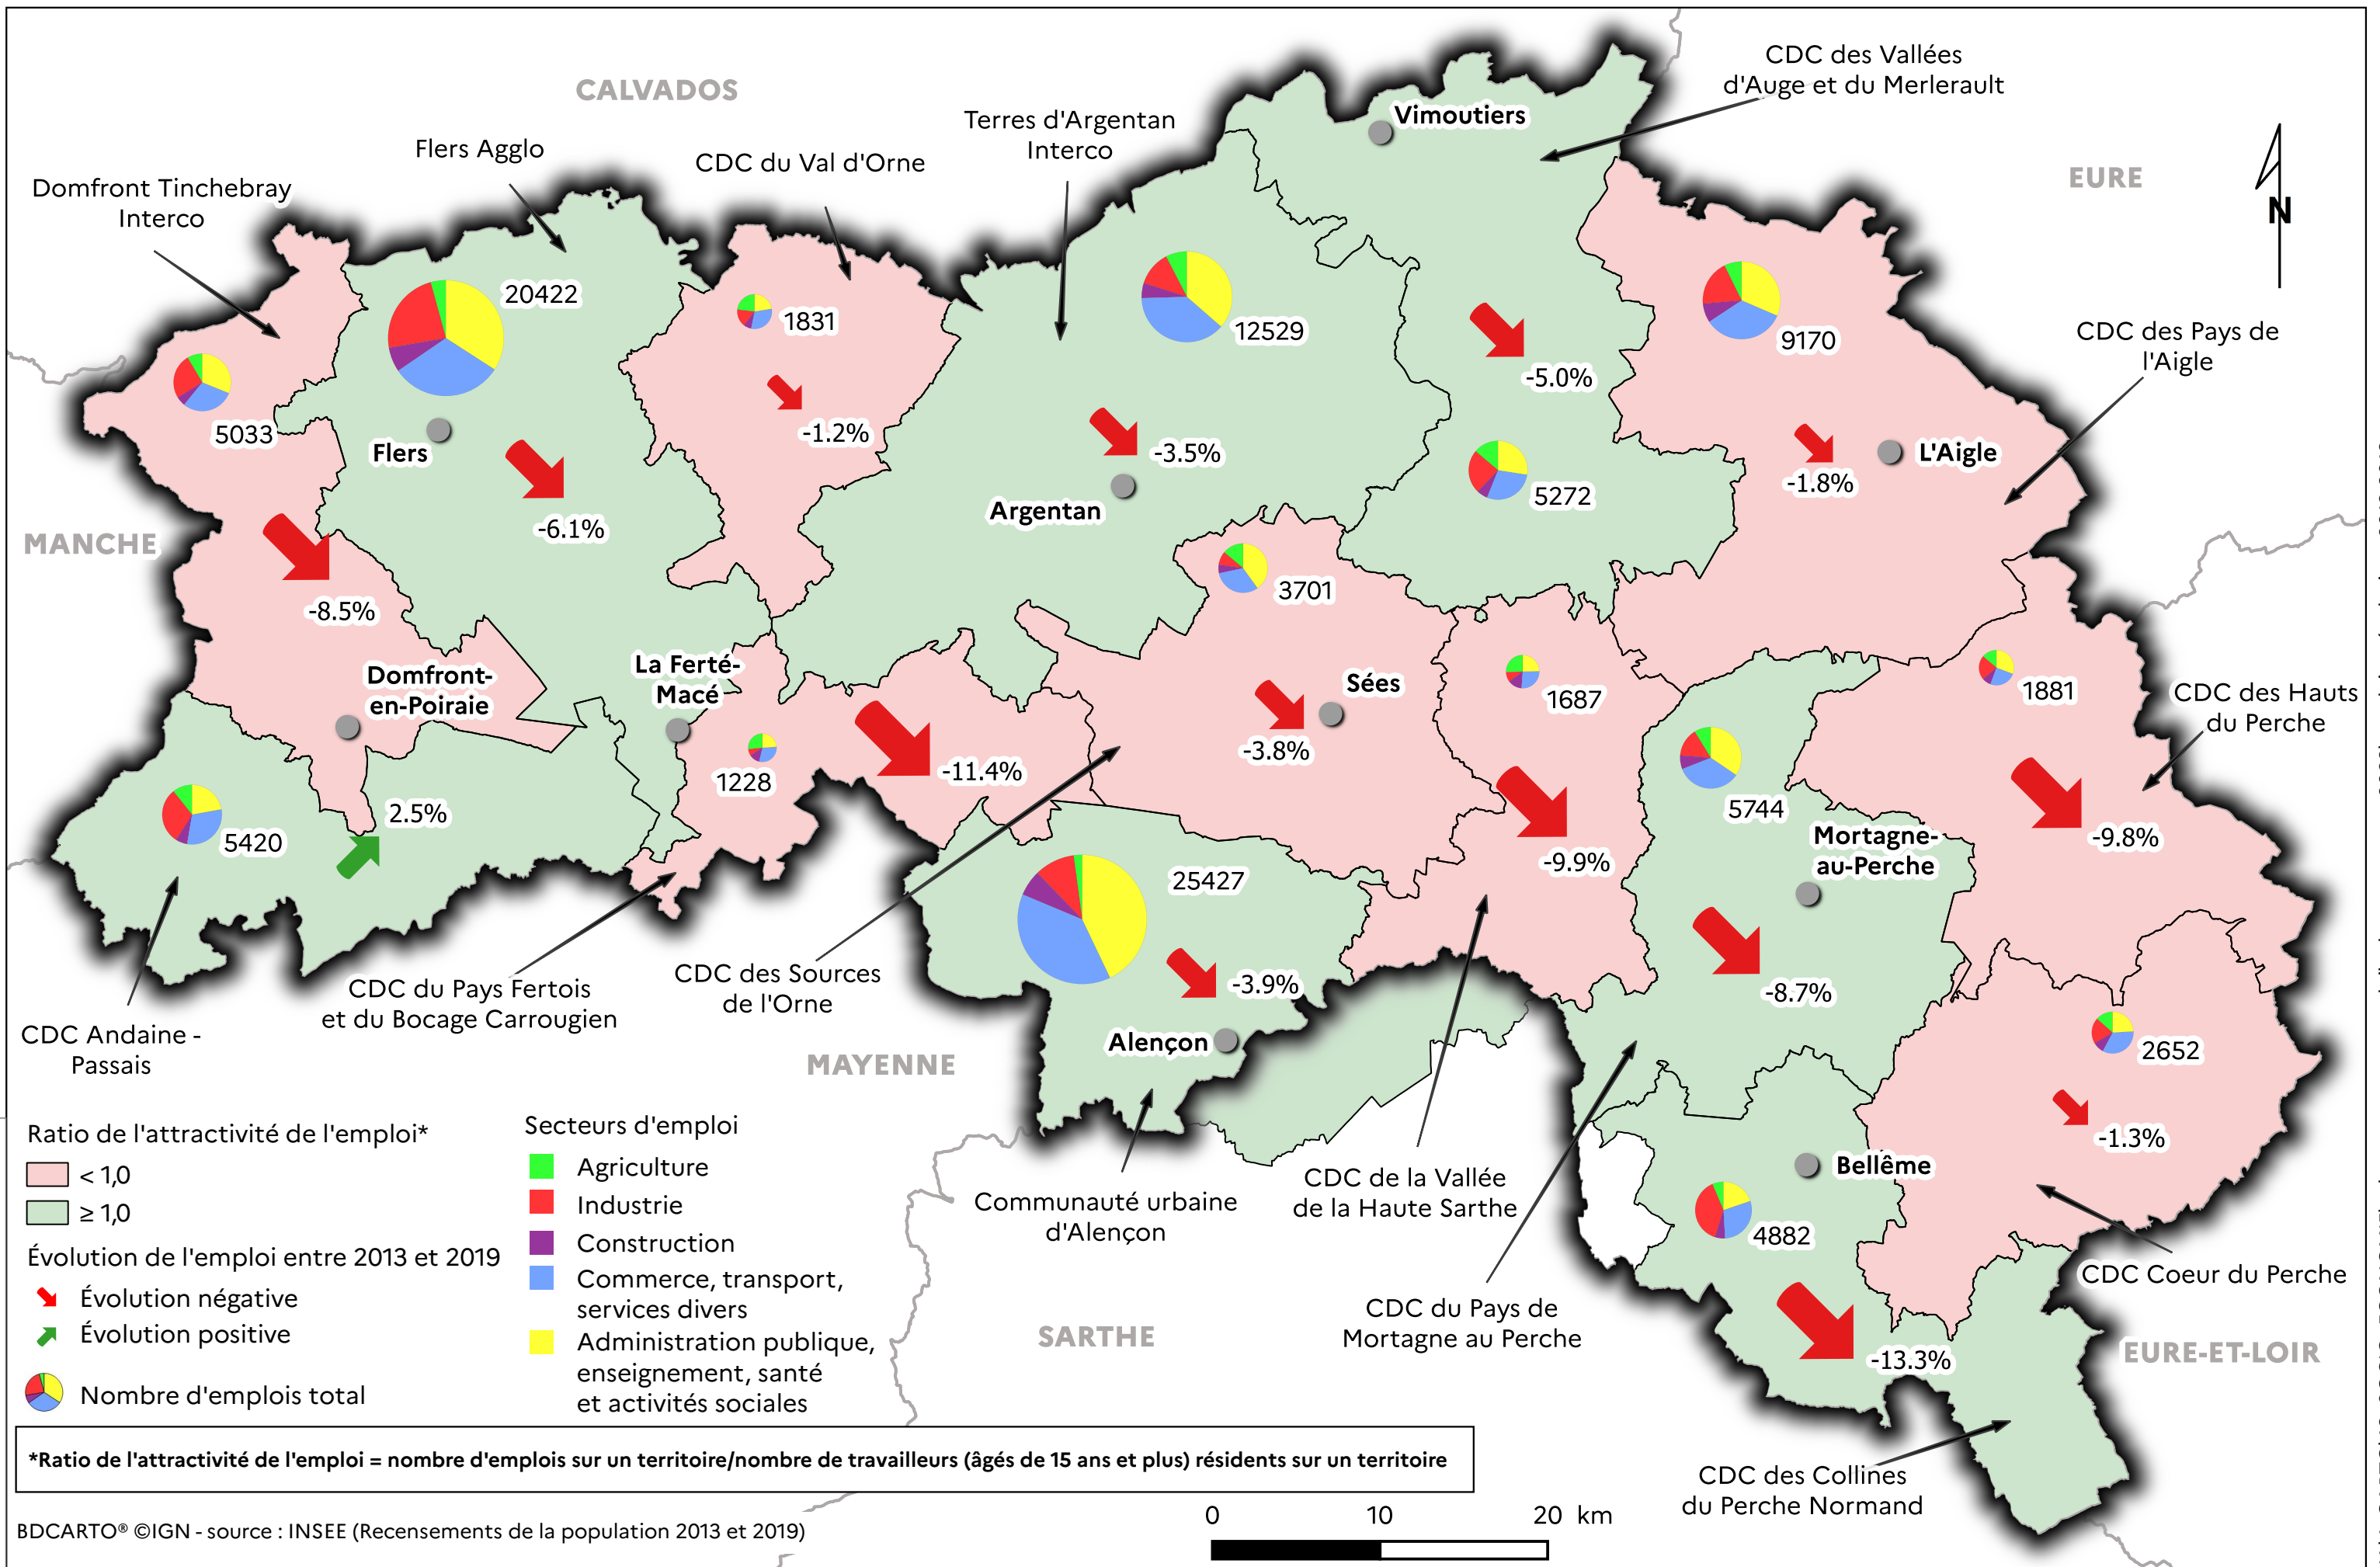 CALVADOS
CDC des Vallées
d'Auge et du Merlerault
Vimoutiers
Terres d'Argentan
Interco
Flers Agglo
CDC du Val d'Orne
EURE
Domfront Tinchebray
Interco
N
20422
1831
12529
9170
CDC des Pays de
l'Aigle
-5.0%
5033
-1.2%
Flers
-3.5%
L'Aigle
-1.8%
5272
Argentan
-6.1%
MANCHE
3701
-8.5%
La Ferté-
Macé
Domfront-
en-Poiraie
Sées
1687
1881
CDC des Hauts
du Perche
-3.8%
1228
-11.4%
5744
2.5%
5420
Mortagne-
au-Perche
-9.8%
-9.9%
25427
CDC des Sources
de l'Orne
-3.9%
-8.7%
CDC du Pays Fertois
et du Bocage Carrougien
CDC Andaine -
Passais
Alençon
MAYENNE
2652
-1.3%
Bellême
CDC de la Vallée
de la Haute Sarthe
Communauté urbaine
d'Alençon
4882
CDC Coeur du Perche
CDC du Pays de
Mortagne au Perche
SARTHE
-13.3%
EURE-ET-LOIR
CDC des Collines
du Perche Normand
Ratio de l'attractivité de l'emploi*
< 1,0
≥ 1,0
Évolution de l'emploi entre 2013 et 2019
Évolution négative
Évolution positive
Nombre d'emplois total
Secteurs d'emploi
Agriculture
Industrie
Construction
Commerce, transport,
services divers
Administration publique,
enseignement, santé
et activités sociales
*Ratio de l'attractivité de l'emploi = nombre d'emplois sur un territoire/nombre de travailleurs (âgés de 15 ans et plus) résidents sur un territoire
BDCARTO® ©IGN - source : INSEE (Recensements de la population 2013 et 2019)
0 10 20 km